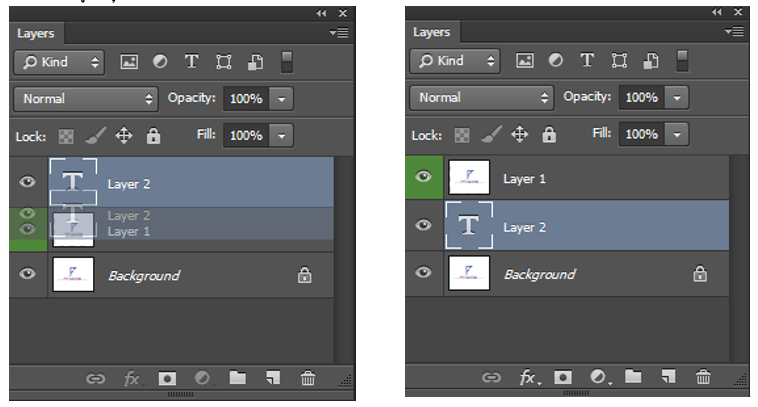 Layers
Kind
T
Normal
Opacity: 100%
Lock:
Fill: 100%
T
Layer 2
T
Layer 2
Layer 1
Background
fx
Layers
Kind
T
Normal
Opacity: 100%
Lock:
Fill: 100%
Layer 1
T
Layer 2
Background
fx